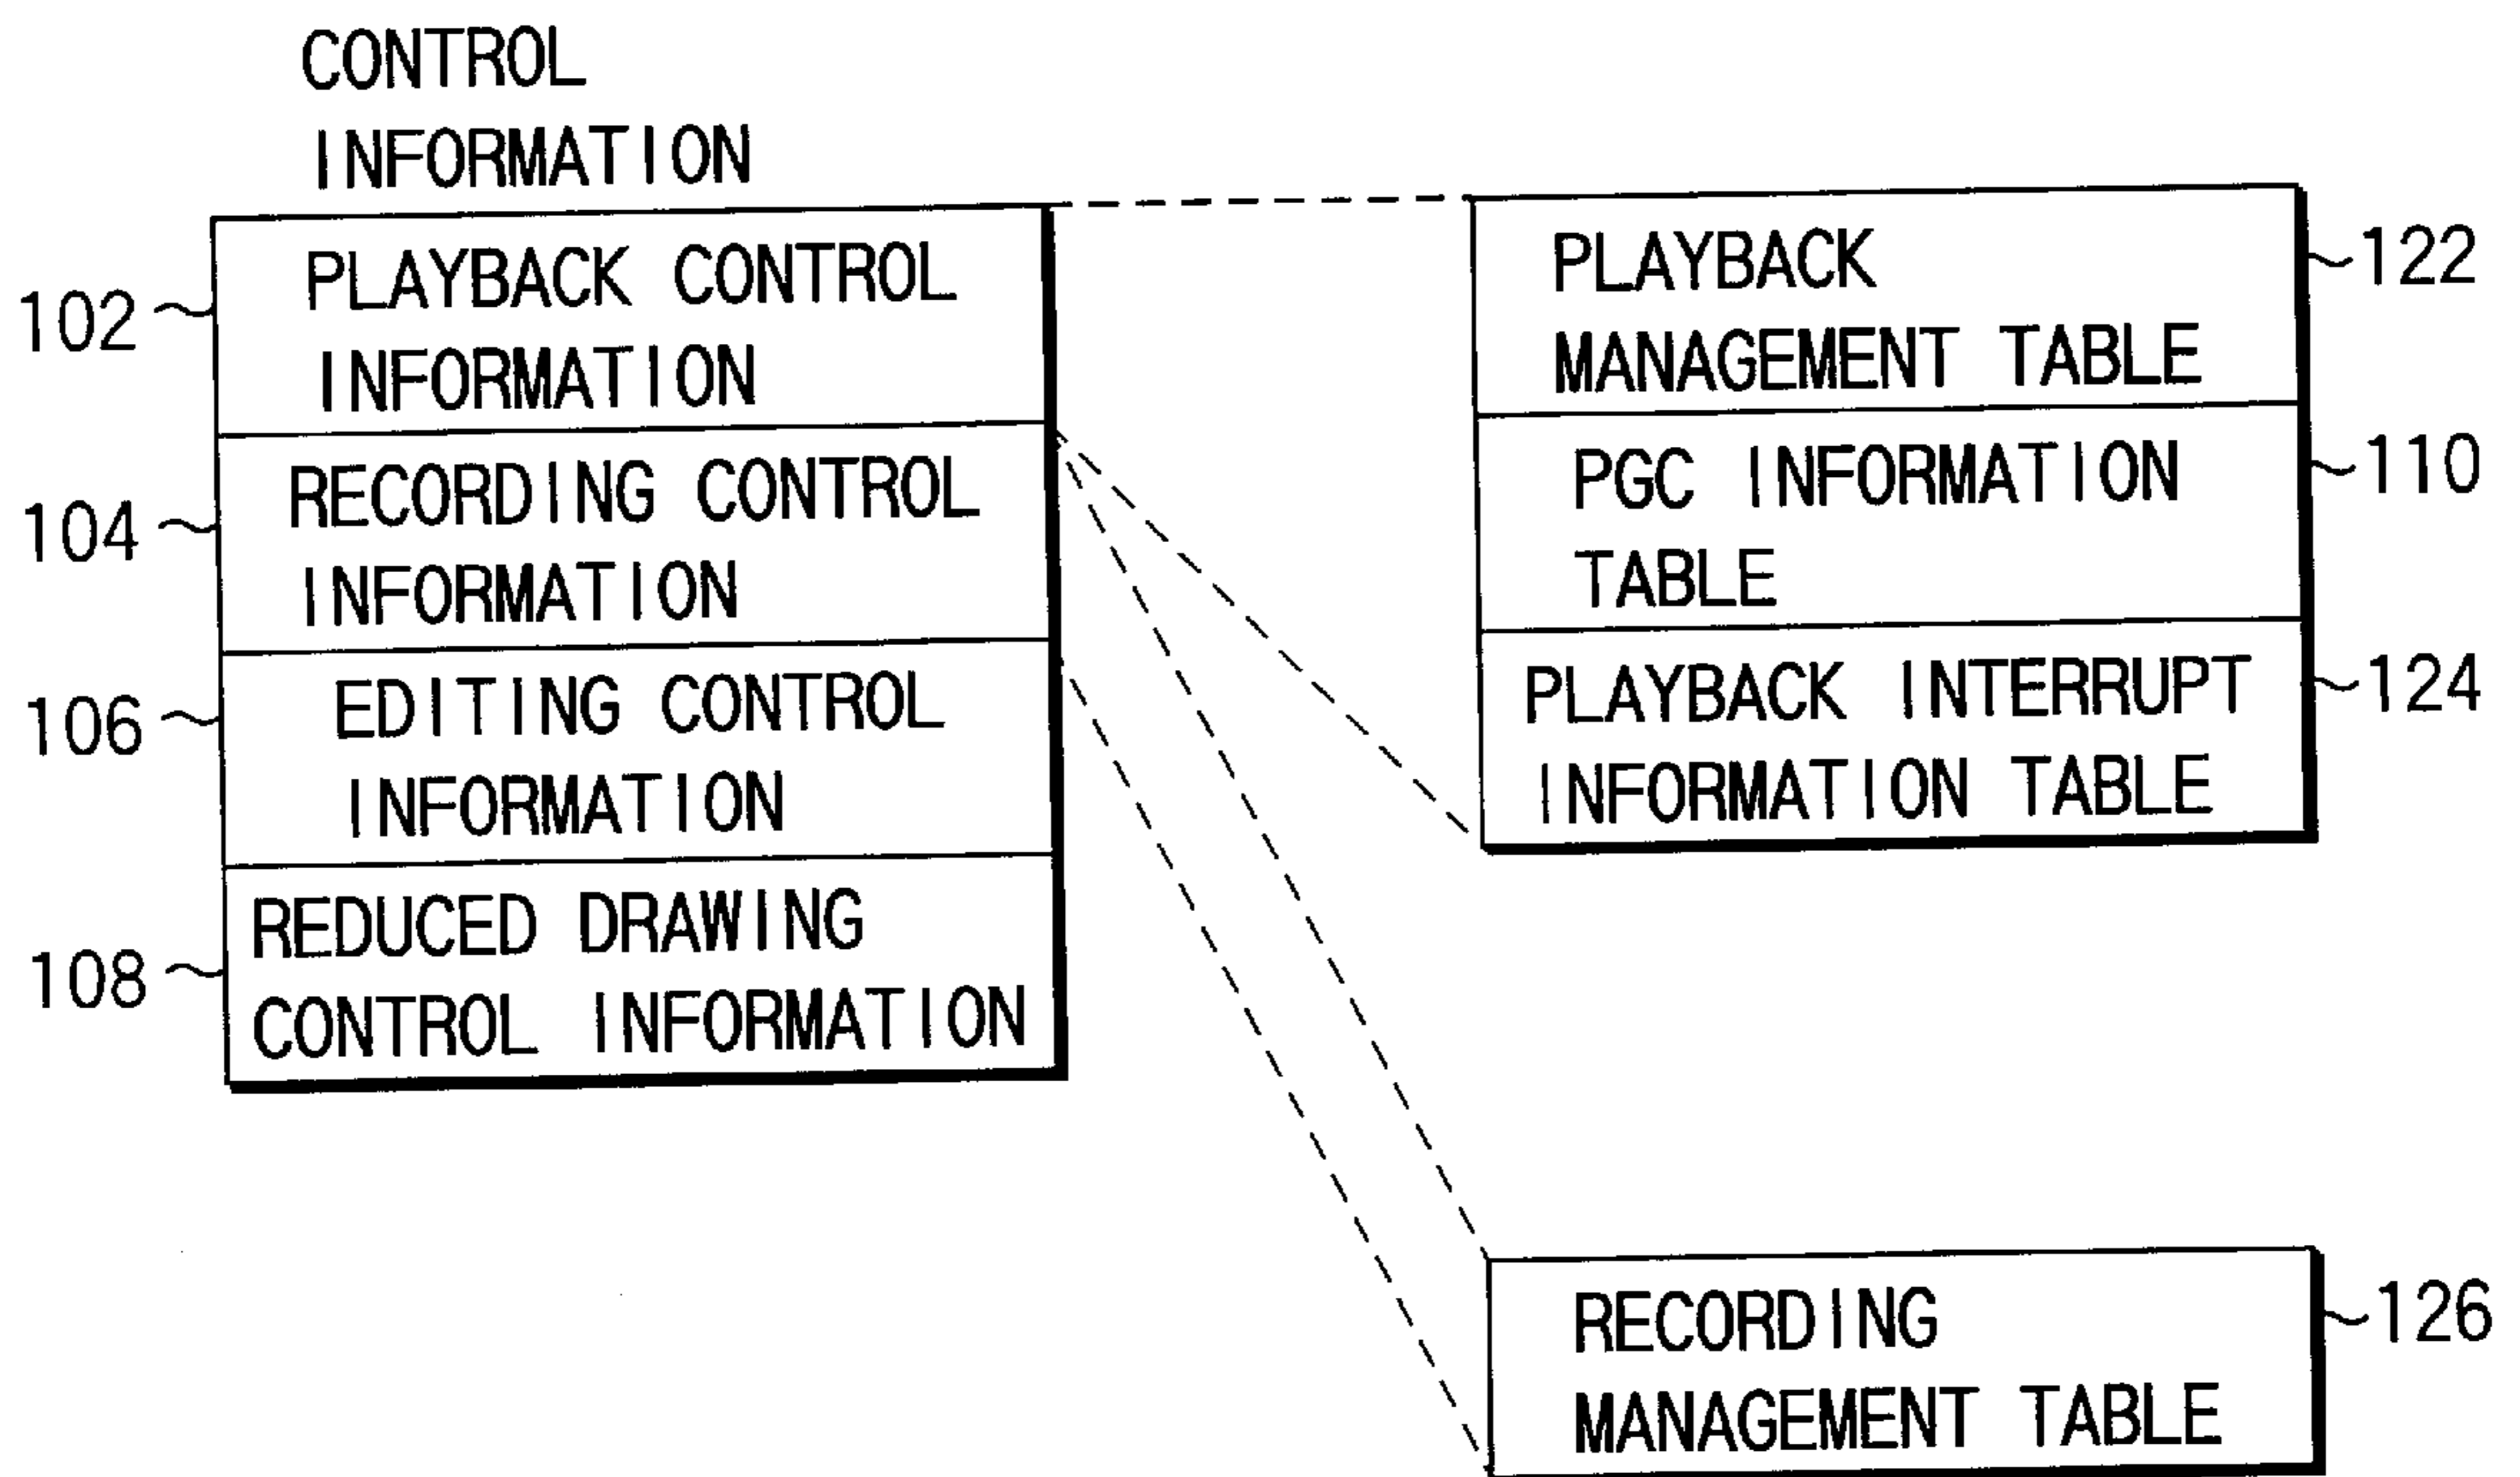 CONTROL
INFORMATION
102
PLAYBACK CONTROL
INFORMATION
104
RECORDING CONTROL
INFORMATION
106
EDITING CONTROL
INFORMATION
108
REDUCED DRAWING
CONTROL INFORMATION
PLAYBACK
MANAGEMENT TABLE
122
PGC INFORMATION
TABLE
110
PLAYBACK INTERRUPT
INFORMATION TABLE
124
RECORDING
MANAGEMENT TABLE
126